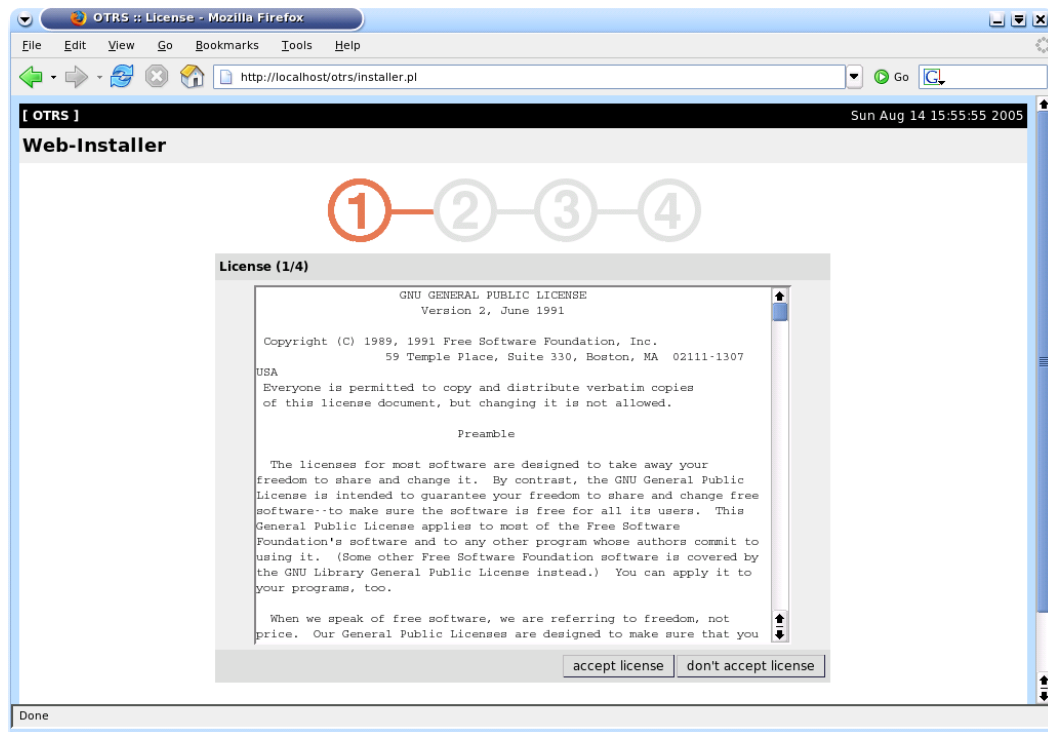 OTRS :: License - Mozilla Firefox
File Edit View Go Bookmarks Tools Help
http://localhost/otrs/installer.pl Go G
[ OTRS ] Sun Aug 14 15:55:55 2005
Web-Installer
1 2 3 4
License (1/4)
GNU GENERAL PUBLIC LICENSE
Version 2, June 1991
Copyright (C) 1989, 1991 Free Software Foundation, Inc.
59 Temple Place, Suite 330, Boston, MA 02111-1307
USA
Everyone is permitted to copy and distribute verbatim copies
of this license document, but changing it is not allowed.
Preamble
The licenses for most software are designed to take away your
freedom to share and change it. By contrast, the GNU General Public
License is intended to guarantee your freedom to share and change free
software--to make sure the software is free for all its users. This
General Public License applies to most of the Free Software
Foundation's software and to any other program whose authors commit to
using it. (Some other Free Software Foundation software is covered by
the GNU Library General Public License instead.) You can apply it to
your programs, too.
When we speak of free software, we are referring to freedom, not
price. Our General Public Licenses are designed to make sure that you
accept license don't accept license
Done